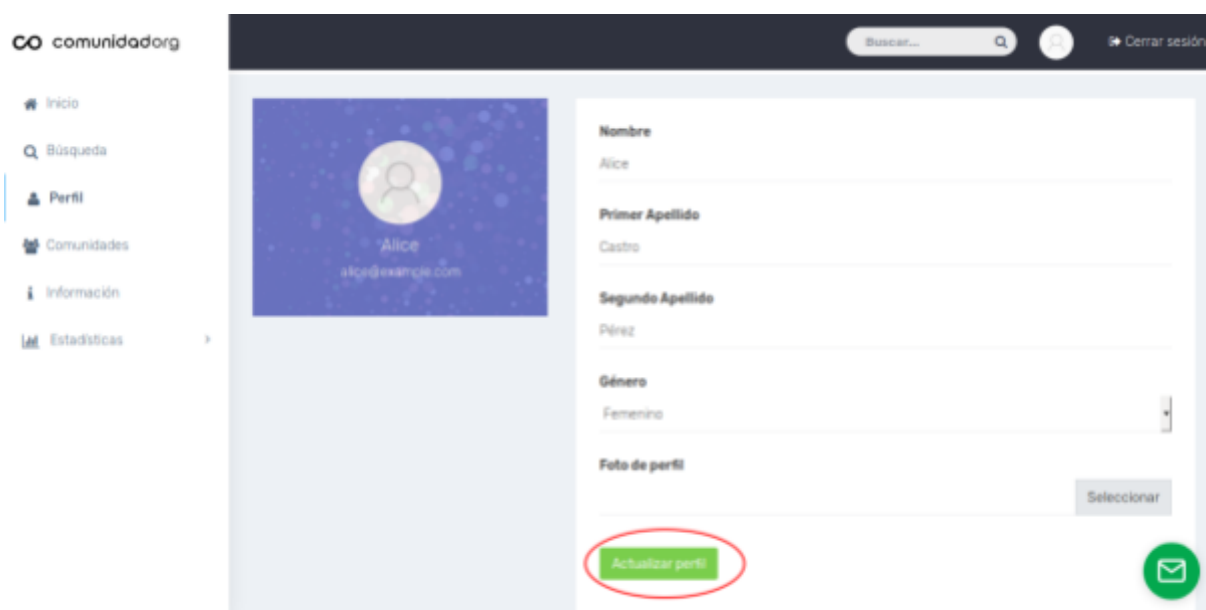 comunidadorg
Buscar...
Cerrar sesión
Inicio
Búsqueda
Perfil
Comunidades
Información
Estadísticas
Alice
alice@example.com
Nombre
Alice
Primer Apellido
Castro
Segundo Apellido
Pérez
Género
Femenino
Foto de perfil
Seleccionar
Actualizar perfil